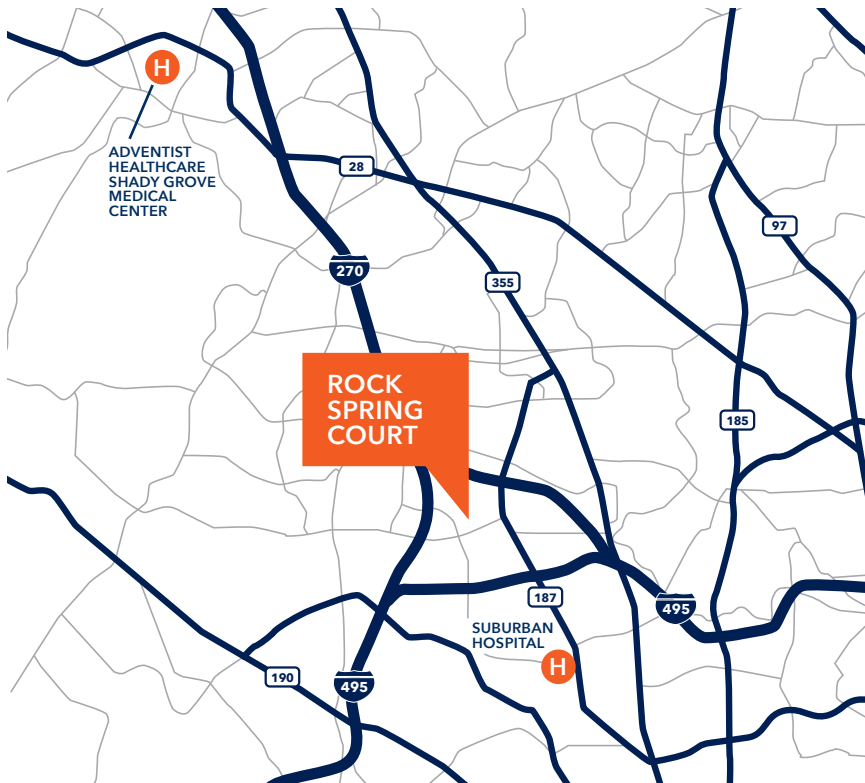 H
ADVENTIST
HEALTHCARE
SHADY GROVE
MEDICAL
CENTER
28
97
270
355
ROCK
SPRING
COURT
185
187
495
SUBURBAN
HOSPITAL
H
190
495